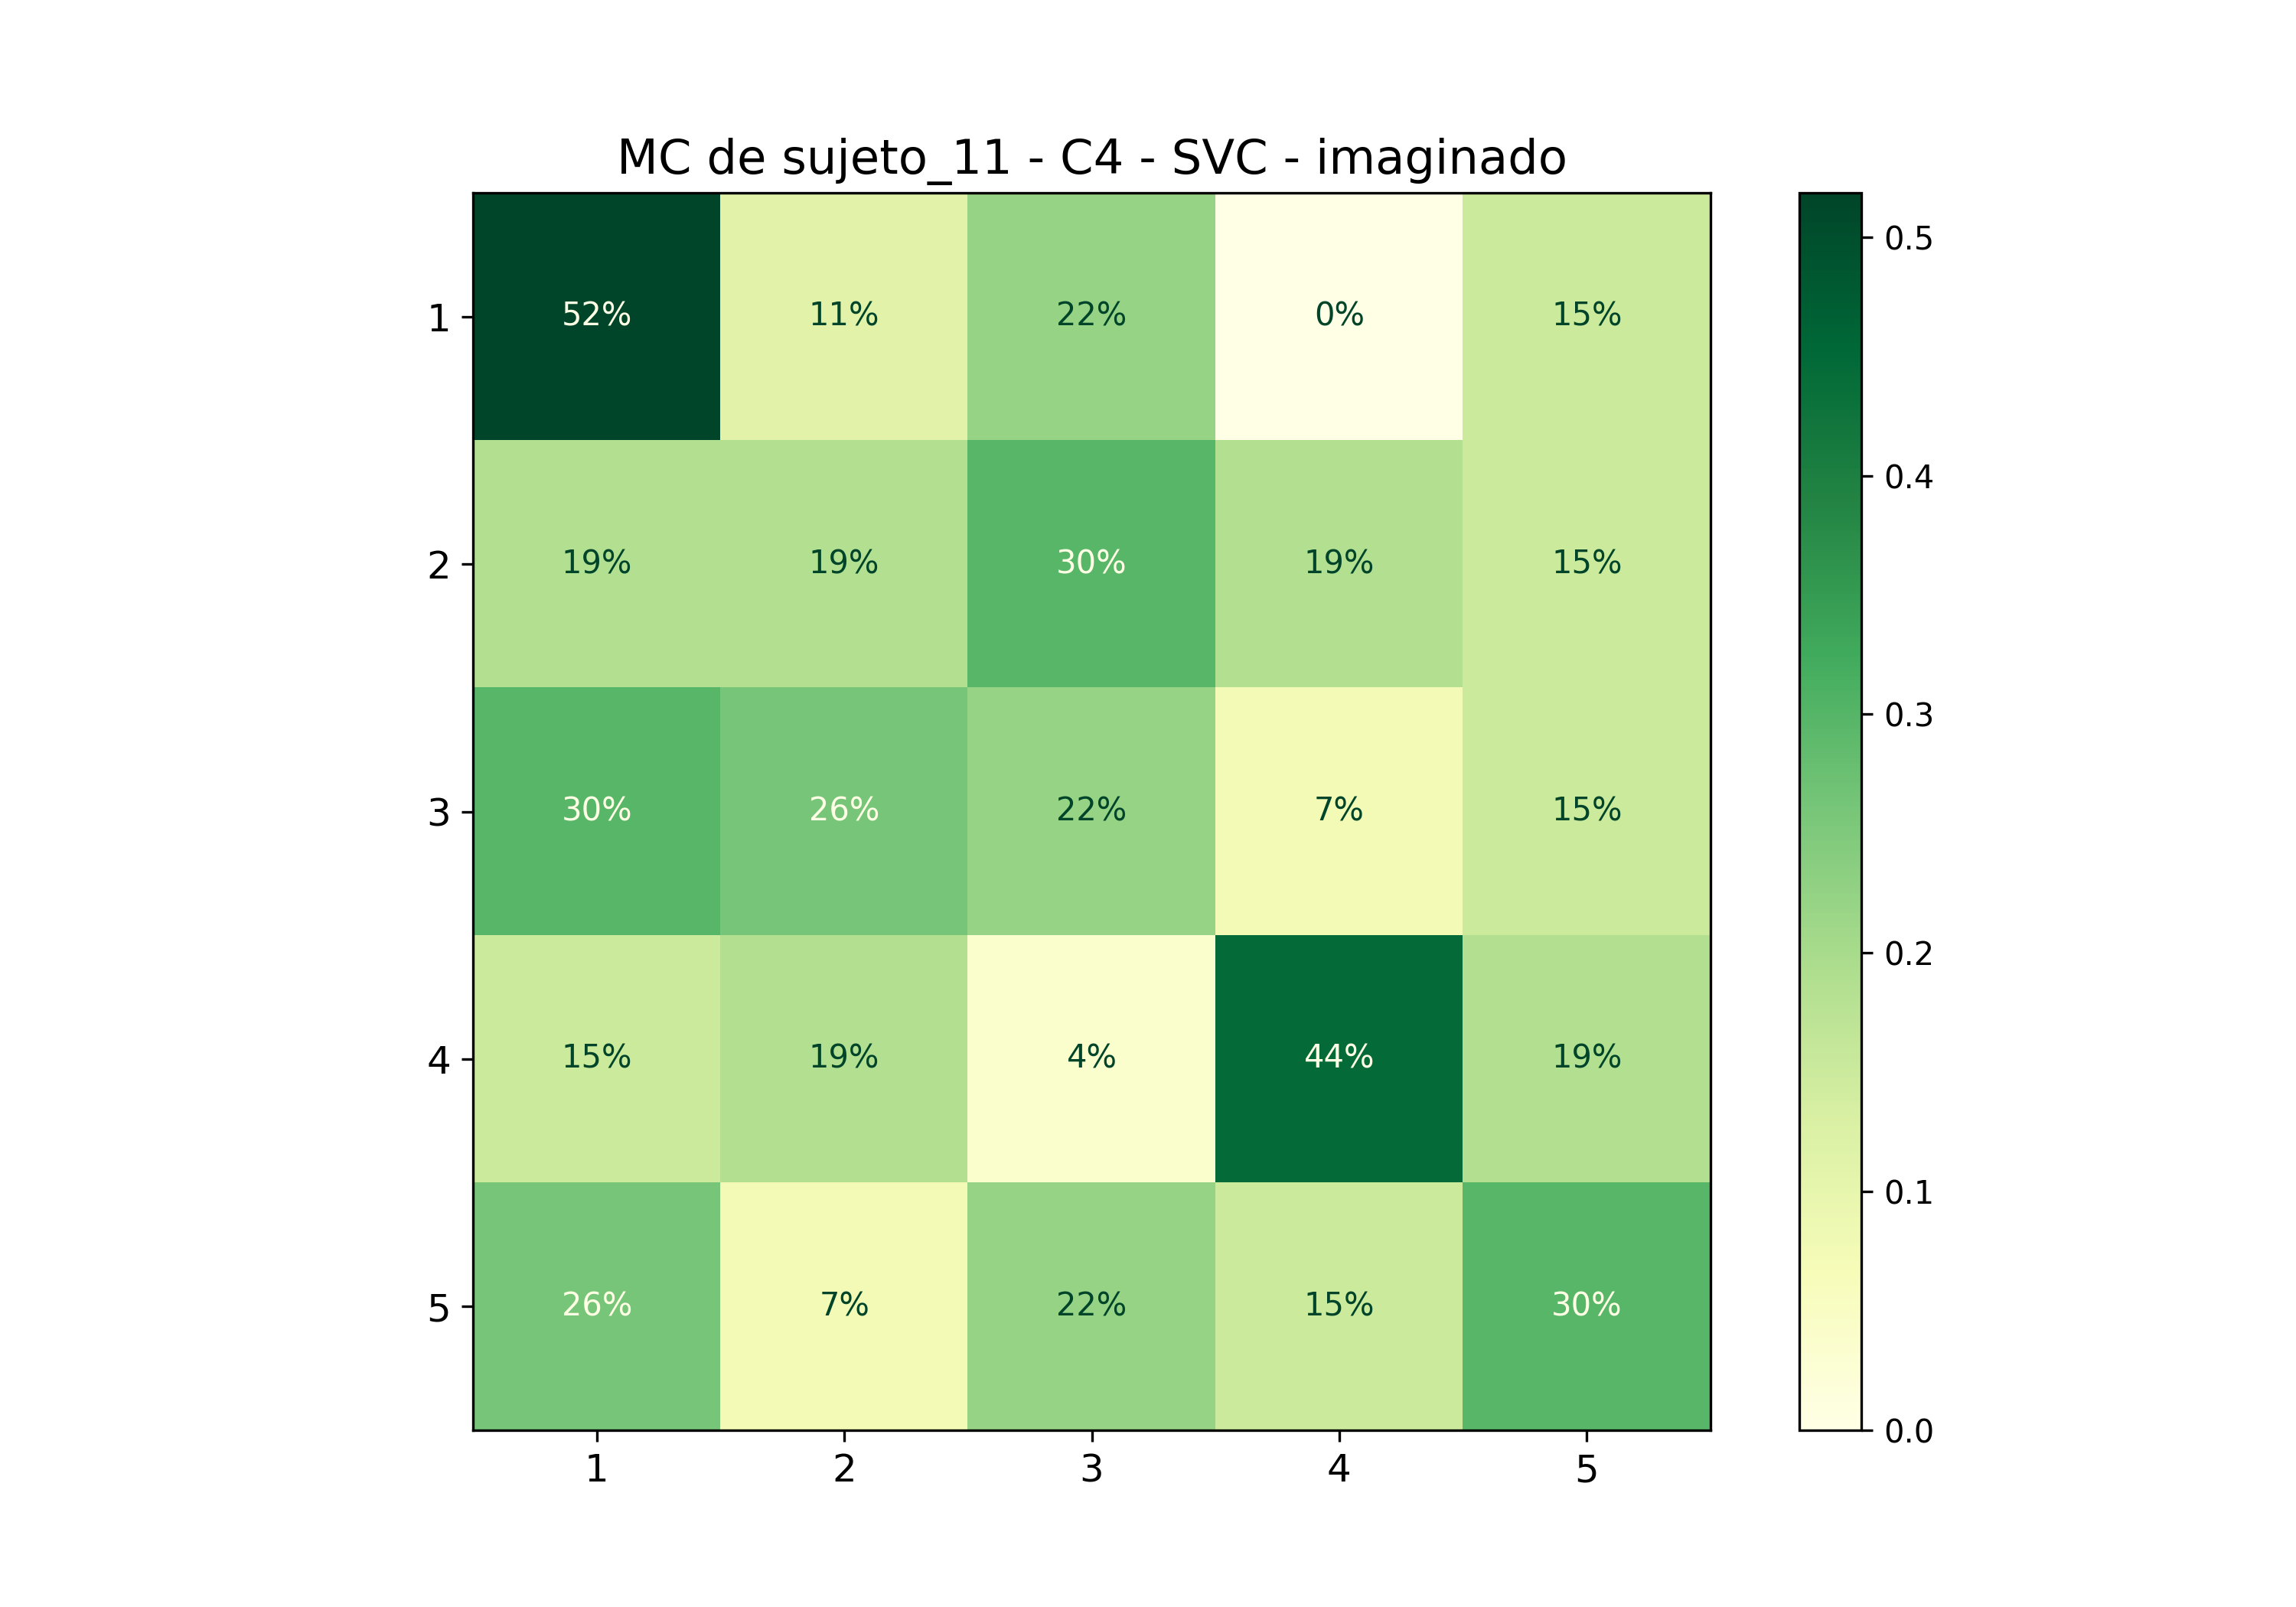 MC de sujeto_11 - C4 - SVC - imaginado
0.5
1 52% 11% 22% 0% 15%
0.4
2 19% 19% 30% 19% 15%
0.3
3 30% 26% 22% 7% 15%
0.2
4 15% 19% 4% 44% 19%
0.1
5 26% 7% 22% 15% 30%
0.0
1 2 3 4 5